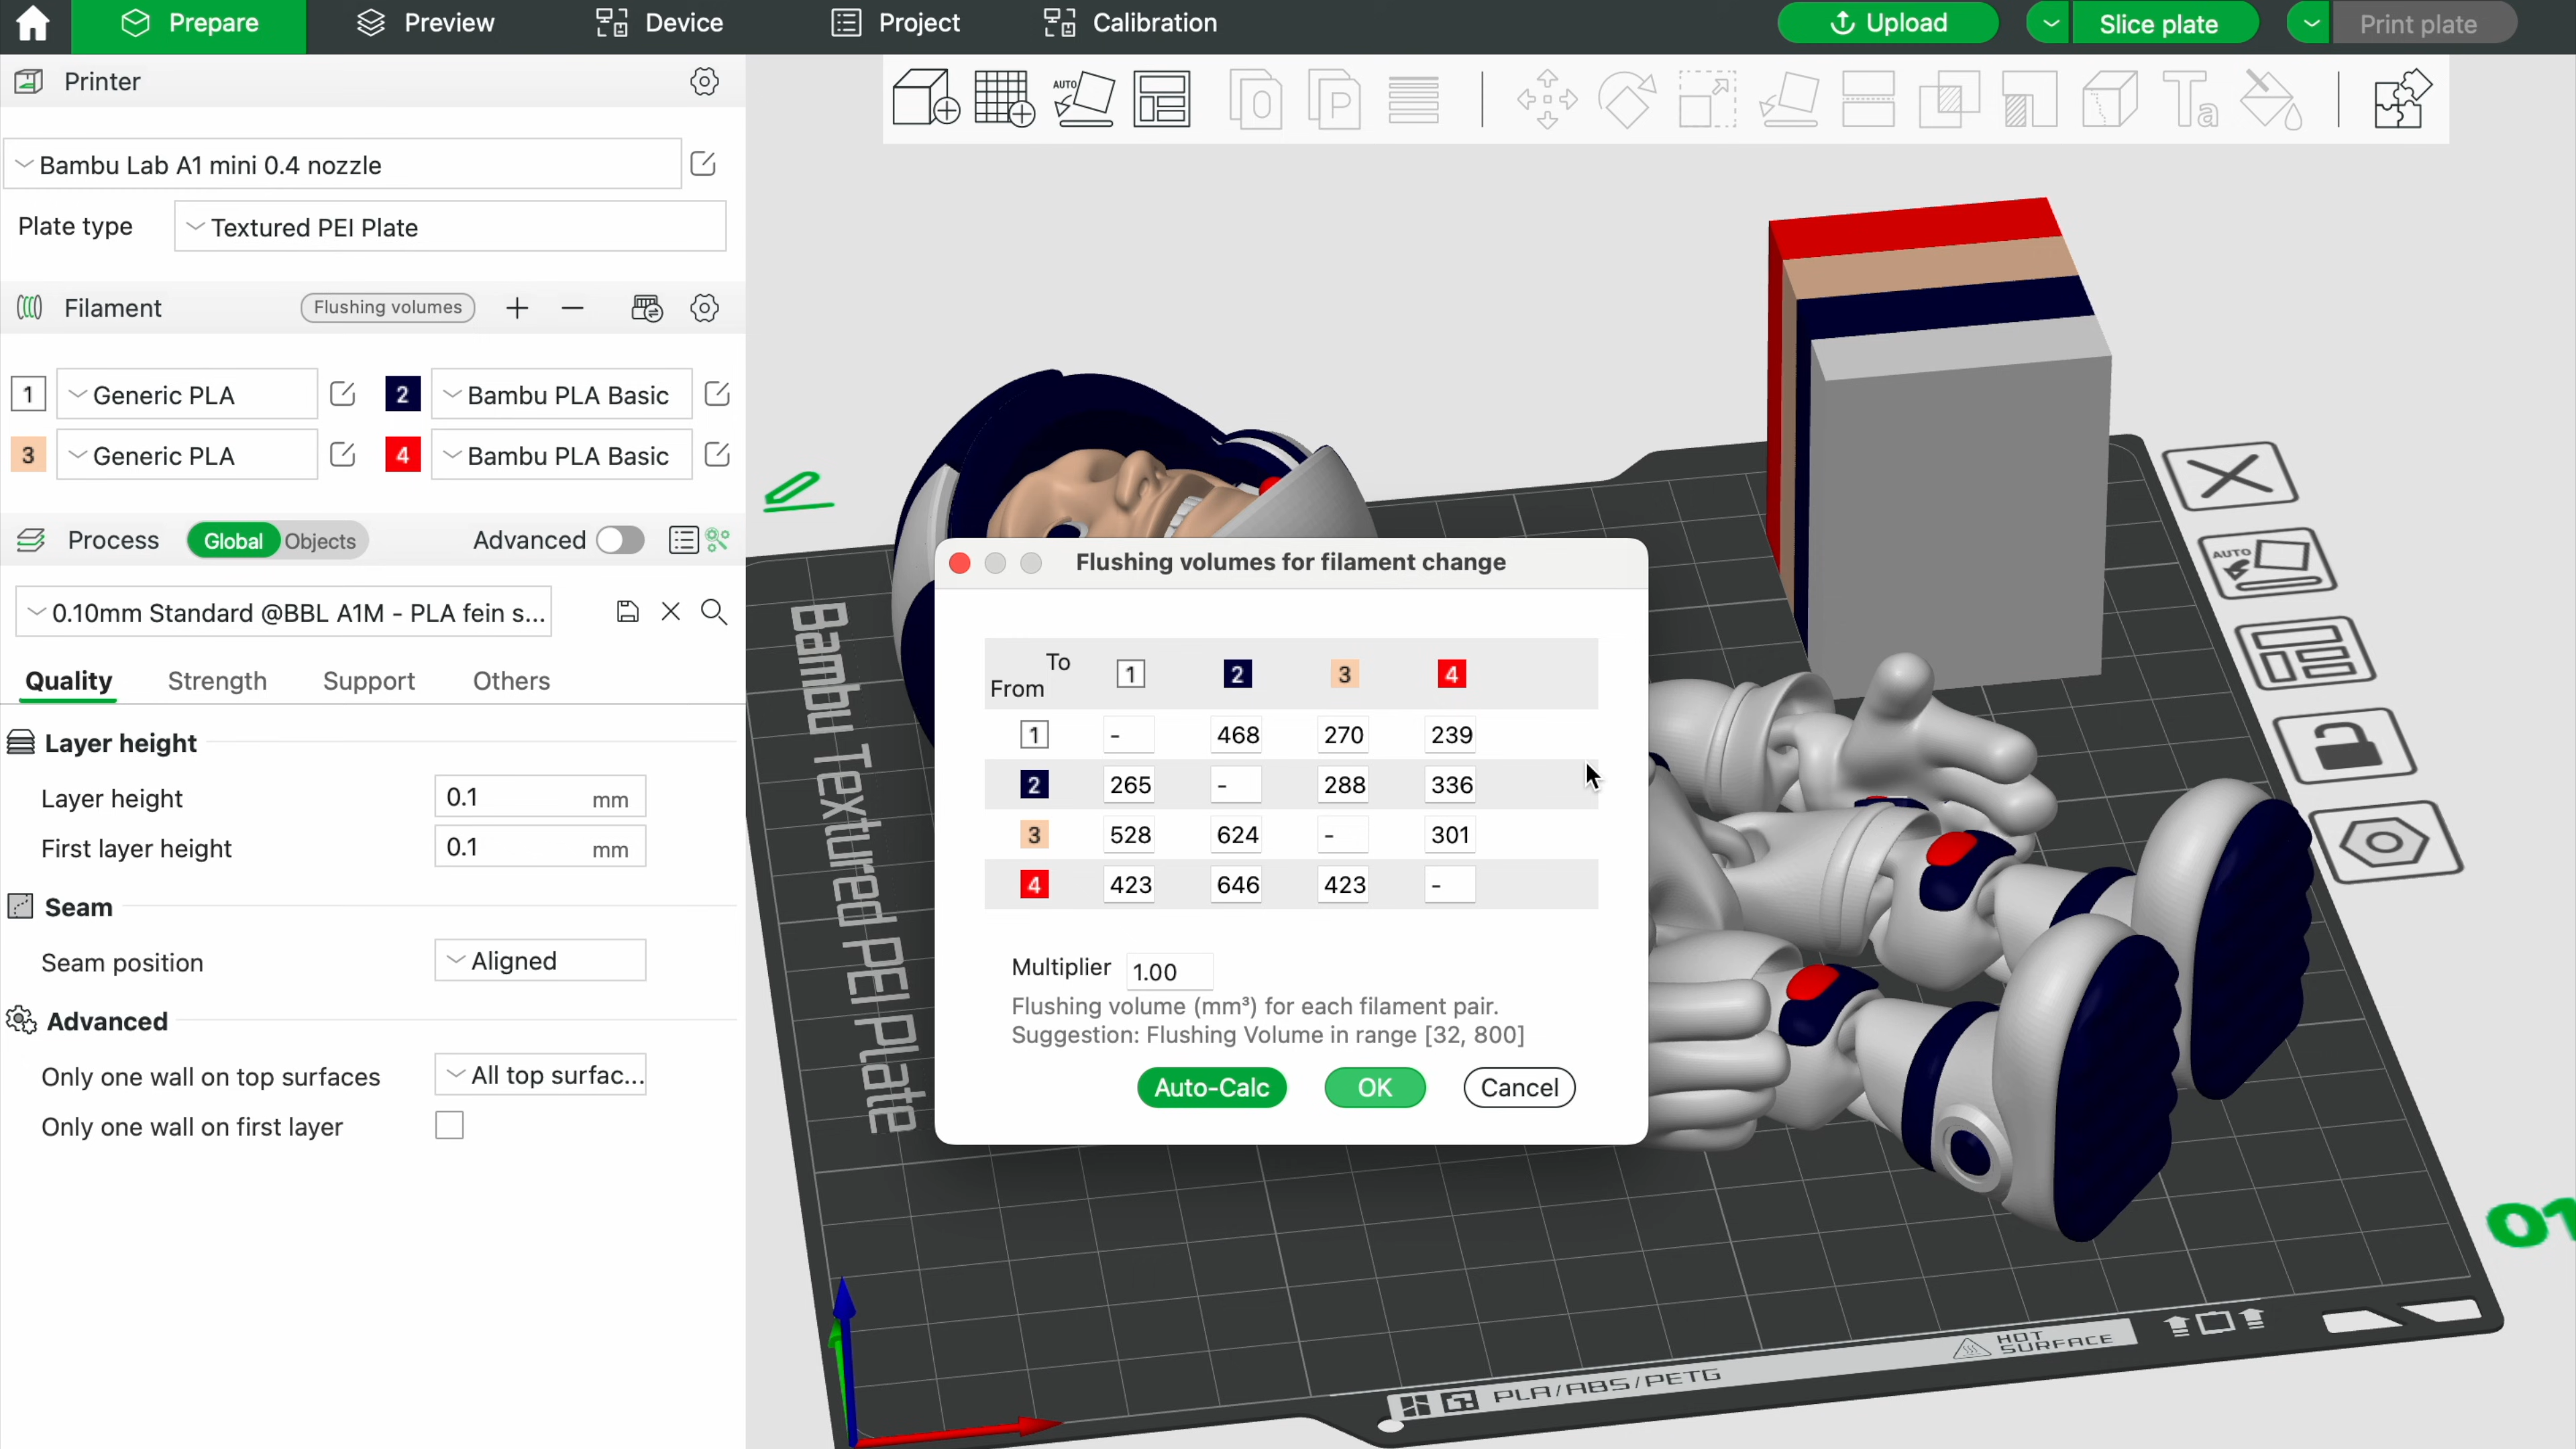 Prepare
Preview
Device
Project
Calibration
Upload
Slice plate
Print plate
Printer
AUTO
O
P
Ta
Bambu Lab A1 mini 0.4 nozzle
Plate type
Textured PEI Plate
Filament
Flushing volumes
1 Generic PLA
2 Bambu PLA Basic
3 Generic PLA
4 Bambu PLA Basic
Process
Global
Objects
Advanced
AUTO
0.10mm Standard @BBL A1M - PLA fein s...
Quality
Strength
Support
Others
Layer height
Layer height 0.1 mm
First layer height 0.1 mm
Seam
Seam position Aligned
Advanced
Only one wall on top surfaces All top surfac...
Only one wall on first layer
Bambu Textured PEI Plate
Flushing volumes for filament change
To 1 2 3 4
From
1 - 468 270 239
2 265 - 288 336
3 528 624 - 301
4 423 646 423 -
Multiplier 1.00
Flushing volume (mm³) for each filament pair.
Suggestion: Flushing Volume in range [32, 800]
Auto-Calc
OK
Cancel
01
HOT
SURFACE
PLA/ABS/PETG